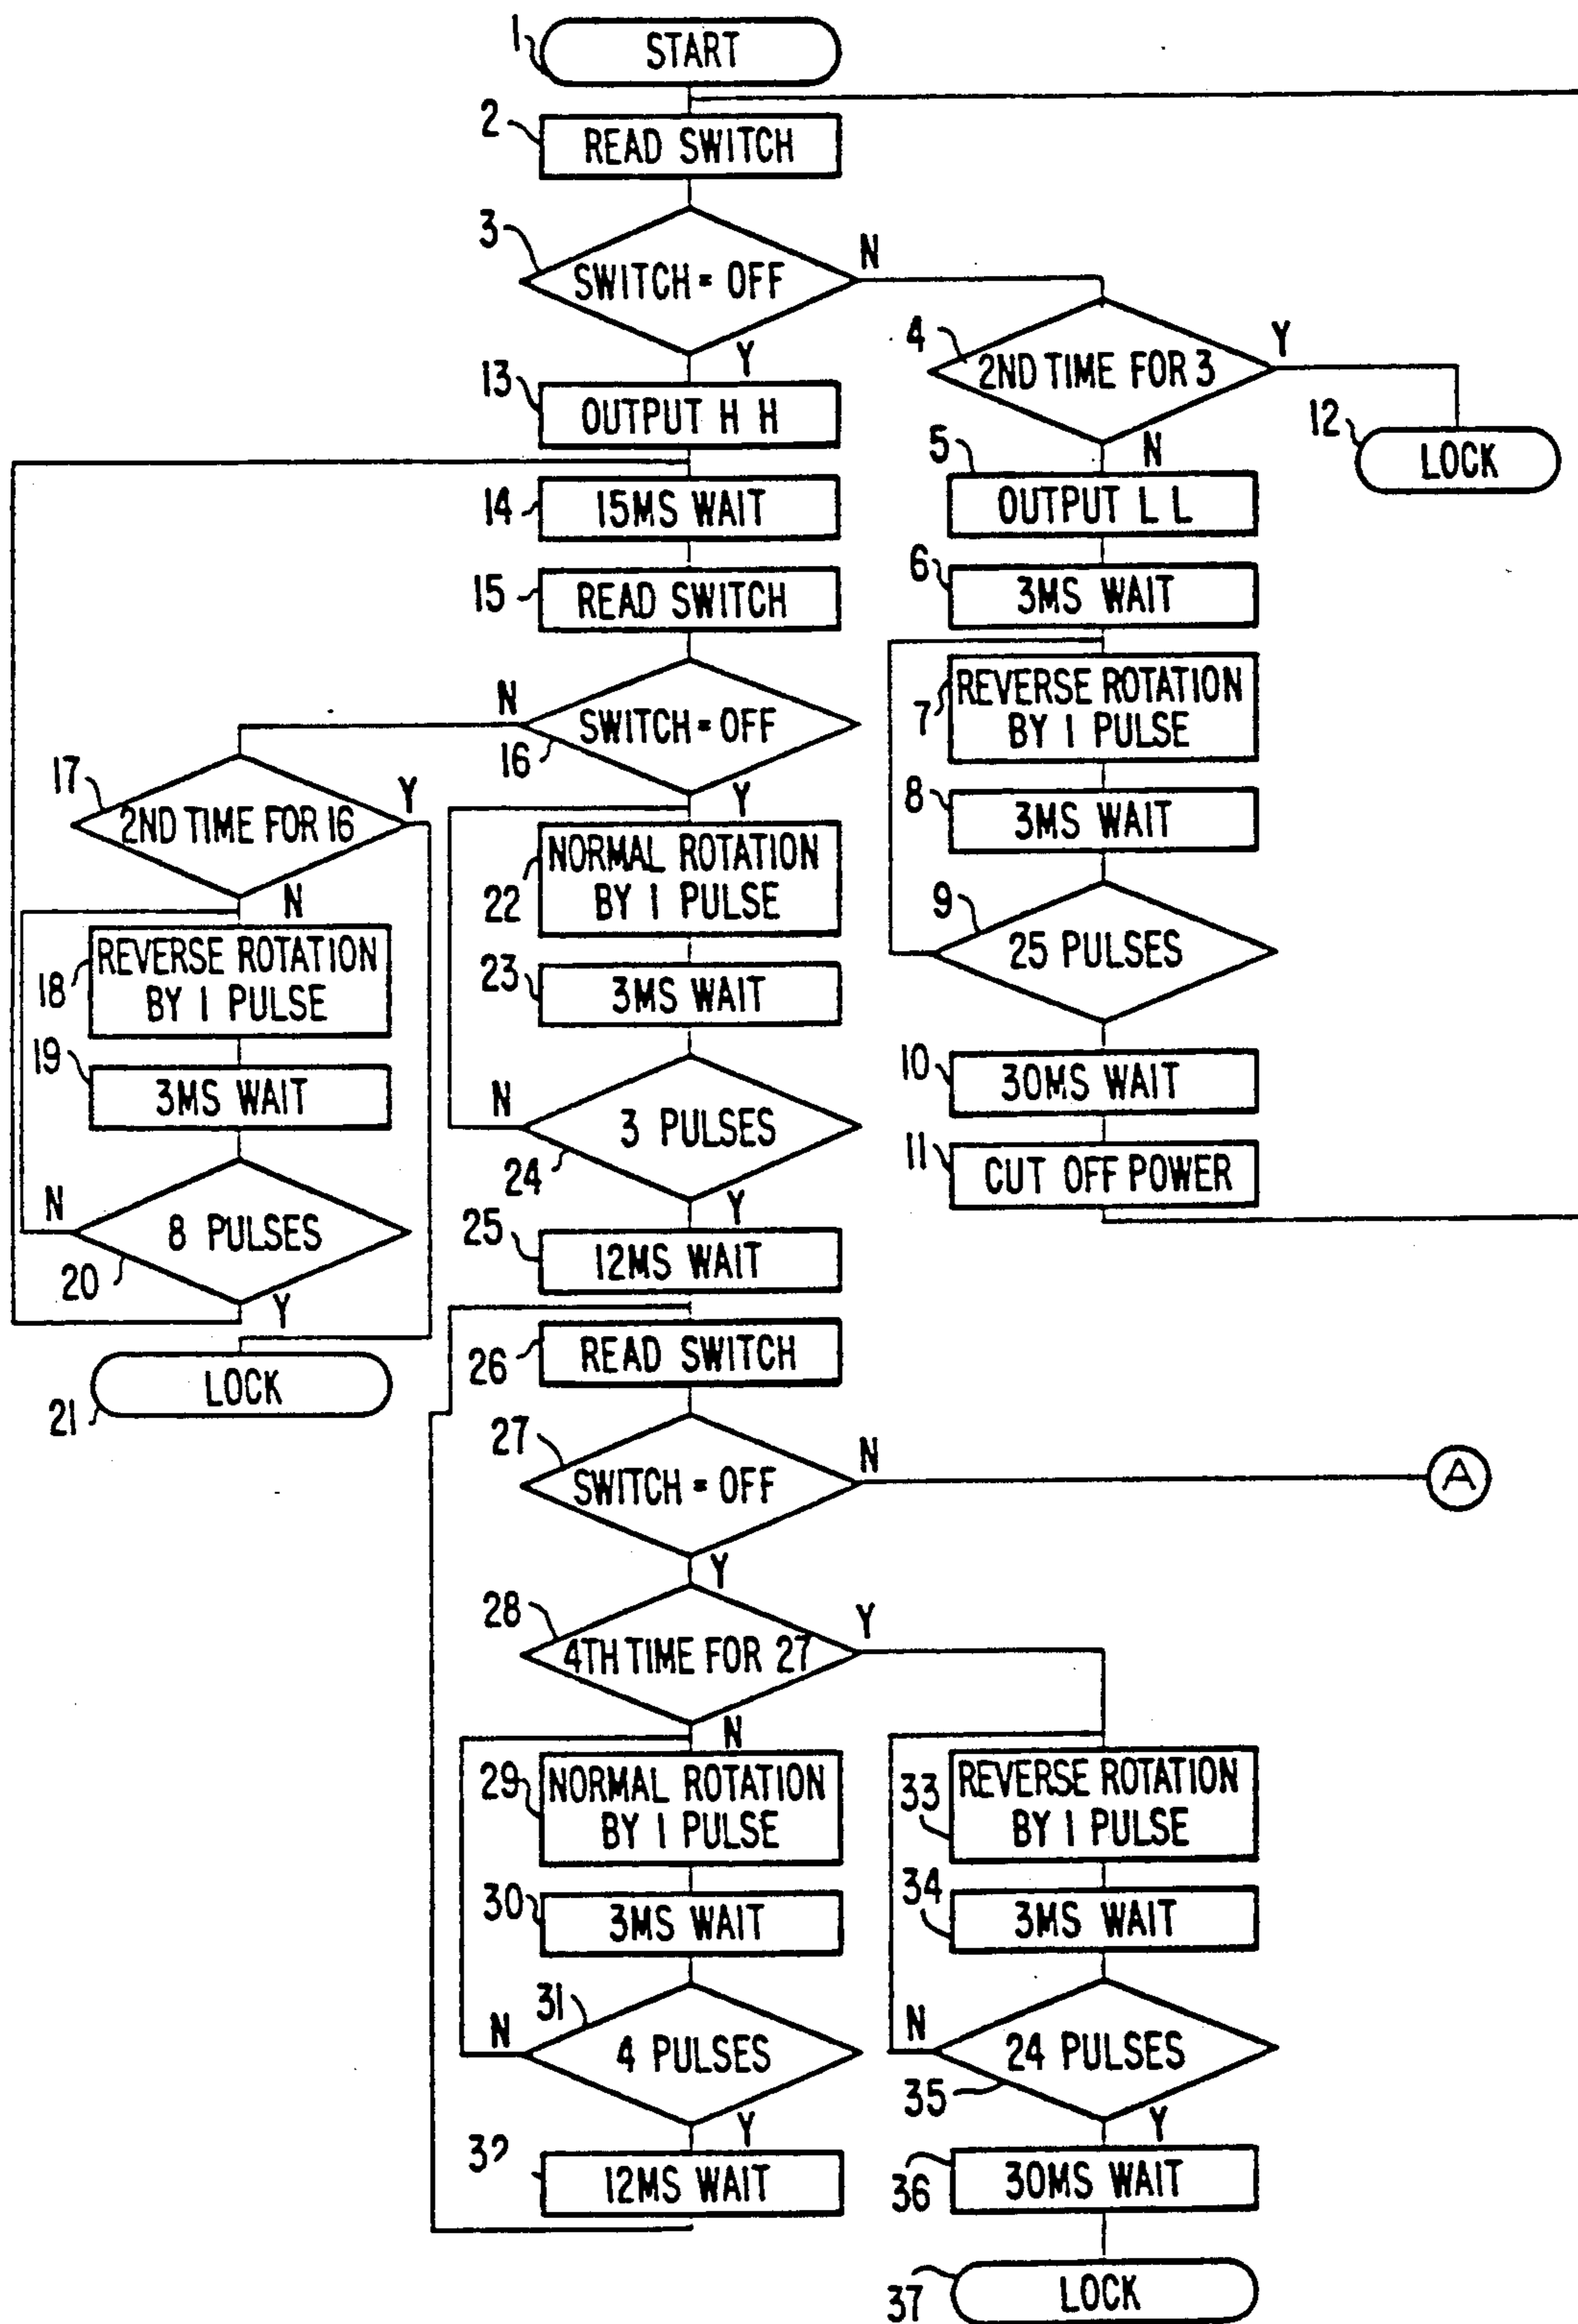 1
START
2
READ SWITCH
3
SWITCH = OFF
N
Y
4
2ND TIME FOR 3
Y
N
12
LOCK
13
OUTPUT H H
5
OUTPUT L L
14
15MS WAIT
6
3MS WAIT
15
READ SWITCH
7
REVERSE ROTATION
BY 1 PULSE
N
SWITCH = OFF
16
Y
17
2ND TIME FOR 16
Y
N
8
3MS WAIT
22
NORMAL ROTATION
BY 1 PULSE
9
25 PULSES
18
REVERSE ROTATION
BY 1 PULSE
23
3MS WAIT
19
3MS WAIT
10
30MS WAIT
N
3 PULSES
24
Y
11
CUT OFF POWER
N
8 PULSES
20
Y
25
12MS WAIT
26
READ SWITCH
LOCK
21
27
SWITCH = OFF
N
A
Y
28
4TH TIME FOR 27
Y
N
29
NORMAL ROTATION
BY 1 PULSE
33
REVERSE ROTATION
BY 1 PULSE
30
3MS WAIT
34
3MS WAIT
31
N
4 PULSES
Y
N
24 PULSES
35
Y
32
12MS WAIT
36
30MS WAIT
37
LOCK